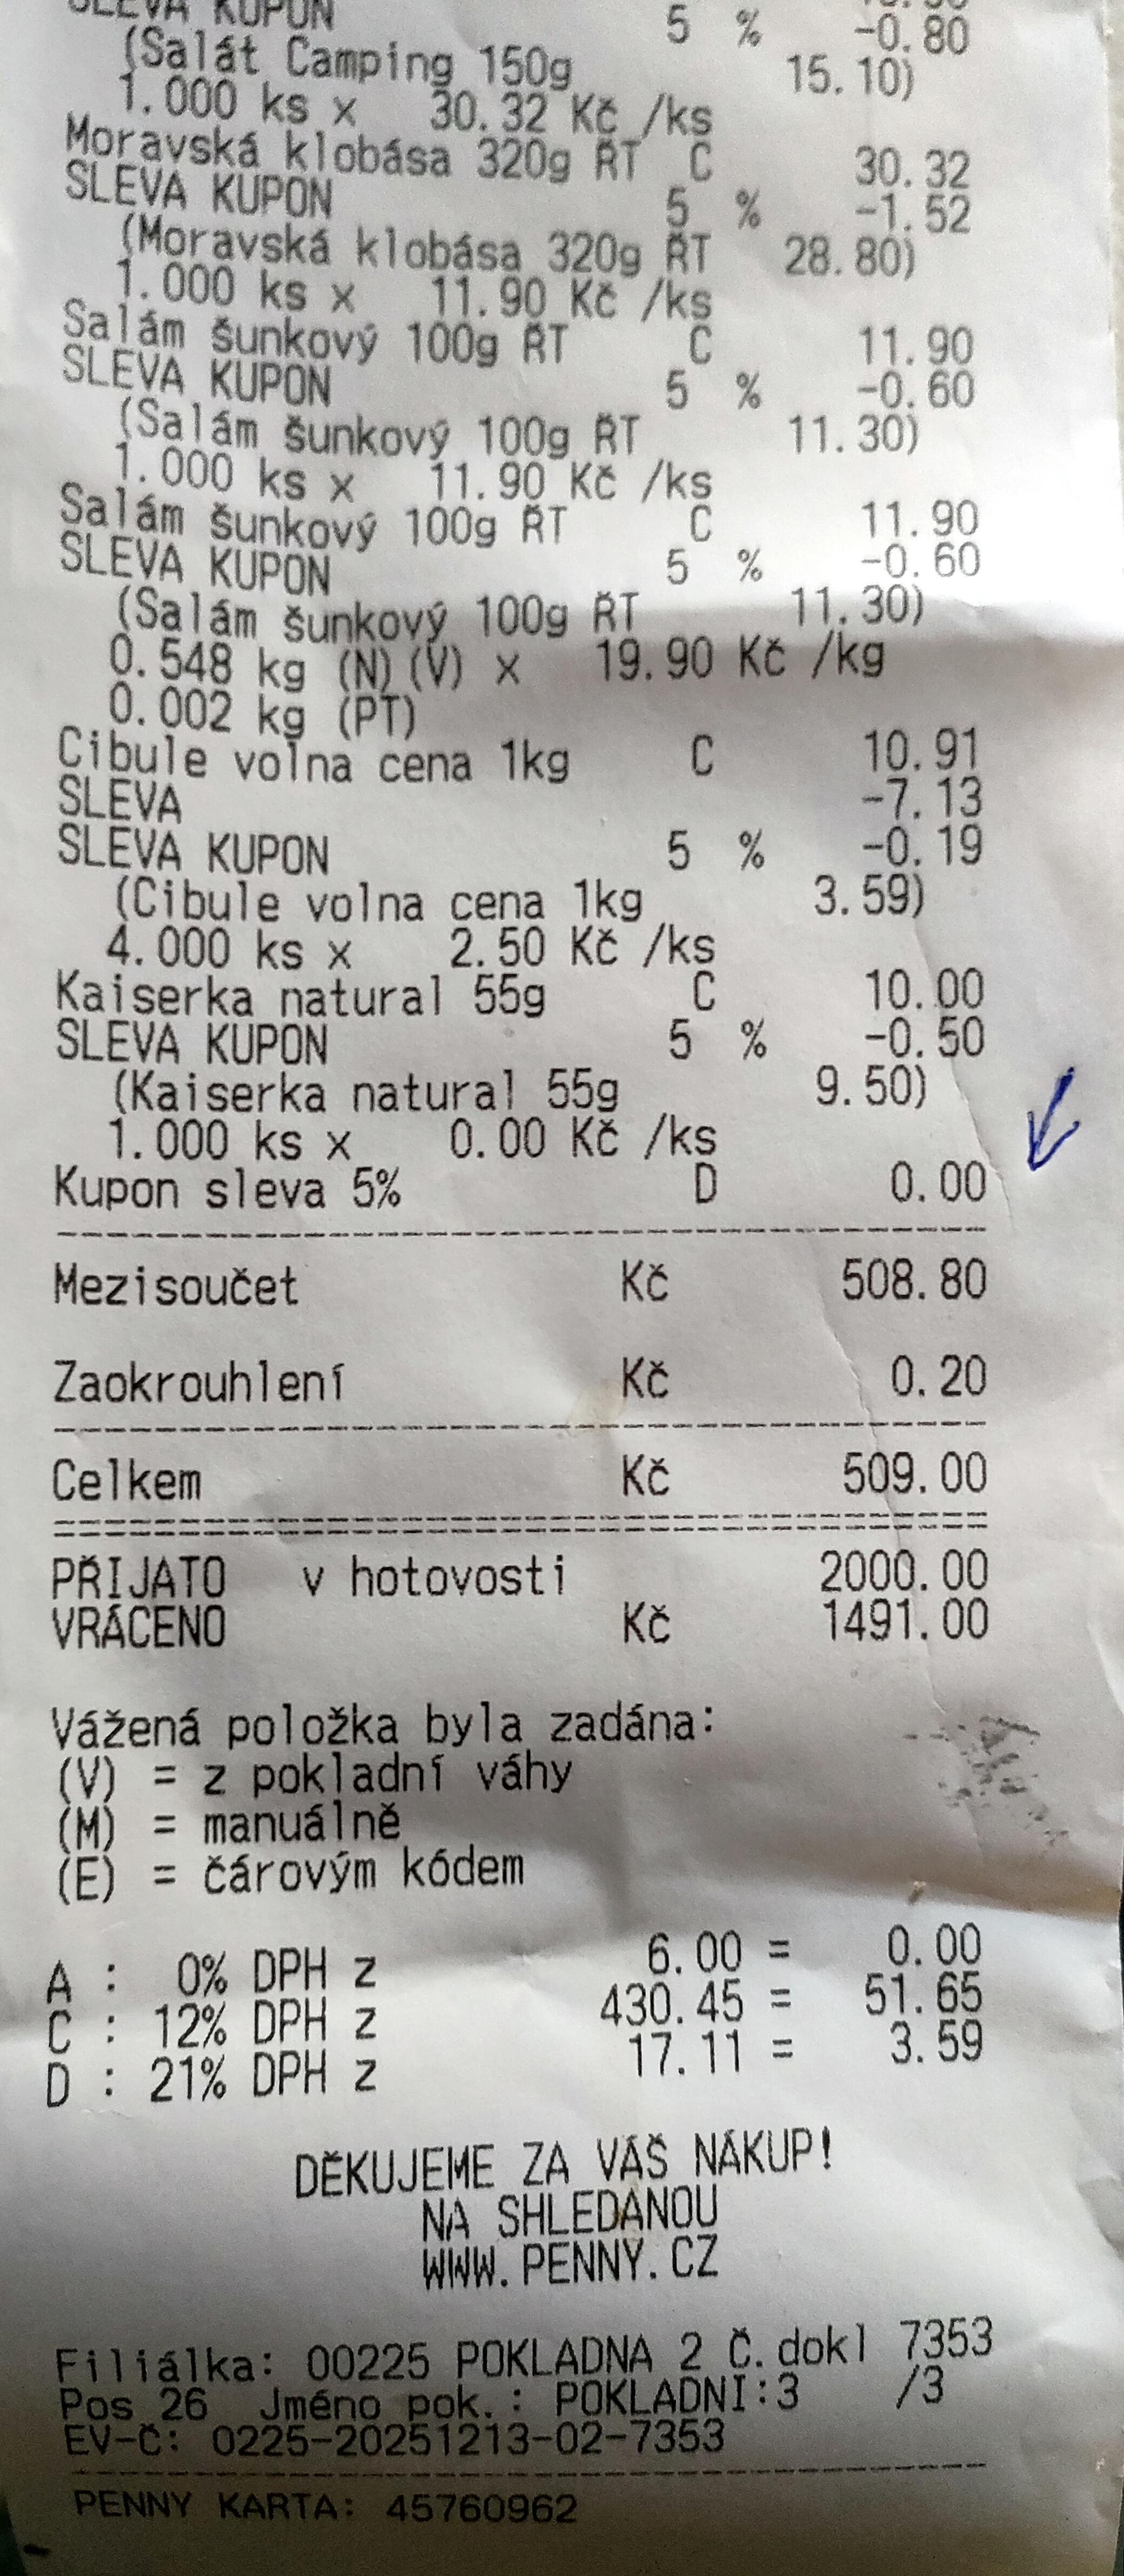 SLEVA KUPON 5 % -0.80
(Salát Camping 150g 15.10)
1.000 ks x 30.32 Kč /ks
Moravská klobása 320g ŘT C 30.32
SLEVA KUPON 5 % -1.52
(Moravská klobása 320g ŘT 28.80)
1.000 ks x 11.90 Kč /ks
Salám šunkový 100g ŘT C 11.90
SLEVA KUPON 5 % -0.60
(Salám šunkový 100g ŘT 11.30)
1.000 ks x 11.90 Kč /ks
Salám šunkový 100g ŘT C 11.90
SLEVA KUPON 5 % -0.60
(Salám šunkový 100g ŘT 11.30)
0.548 kg (N)(V) x 19.90 Kč /kg
0.002 kg (PT)
Cibule volna cena 1kg C 10.91
SLEVA -7.13
SLEVA KUPON 5 % -0.19
(Cibule volna cena 1kg 3.59)
4.000 ks x 2.50 Kč /ks
Kaiserka natural 55g C 10.00
SLEVA KUPON 5 % -0.50
(Kaiserka natural 55g 9.50)
1.000 ks x 0.00 Kč /ks
Kupon sleva 5% D 0.00
Mezisoučet Kč 508.80
Zaokrouhlení Kč 0.20
Celkem Kč 509.00
PŘIJATO v hotovosti 2000.00
VRÁCENO Kč 1491.00
Vážená položka byla zadána:
(V) = z pokladní váhy
(M) = manuálně
(E) = čárovým kódem
A : 0% DPH z 6.00 = 0.00
C : 12% DPH z 430.45 = 51.65
D : 21% DPH z 17.11 = 3.59
DĚKUJEME ZA VÁŠ NÁKUP!
NA SHLEDANOU
WWW.PENNY.CZ
Filiálka: 00225 POKLADNA 2 Č.dokl 7353
Pos 26 Jméno pok.: POKLADNÍ:3 /3
EV-Č: 0225-20251213-02-7353
PENNY KARTA: 45760962